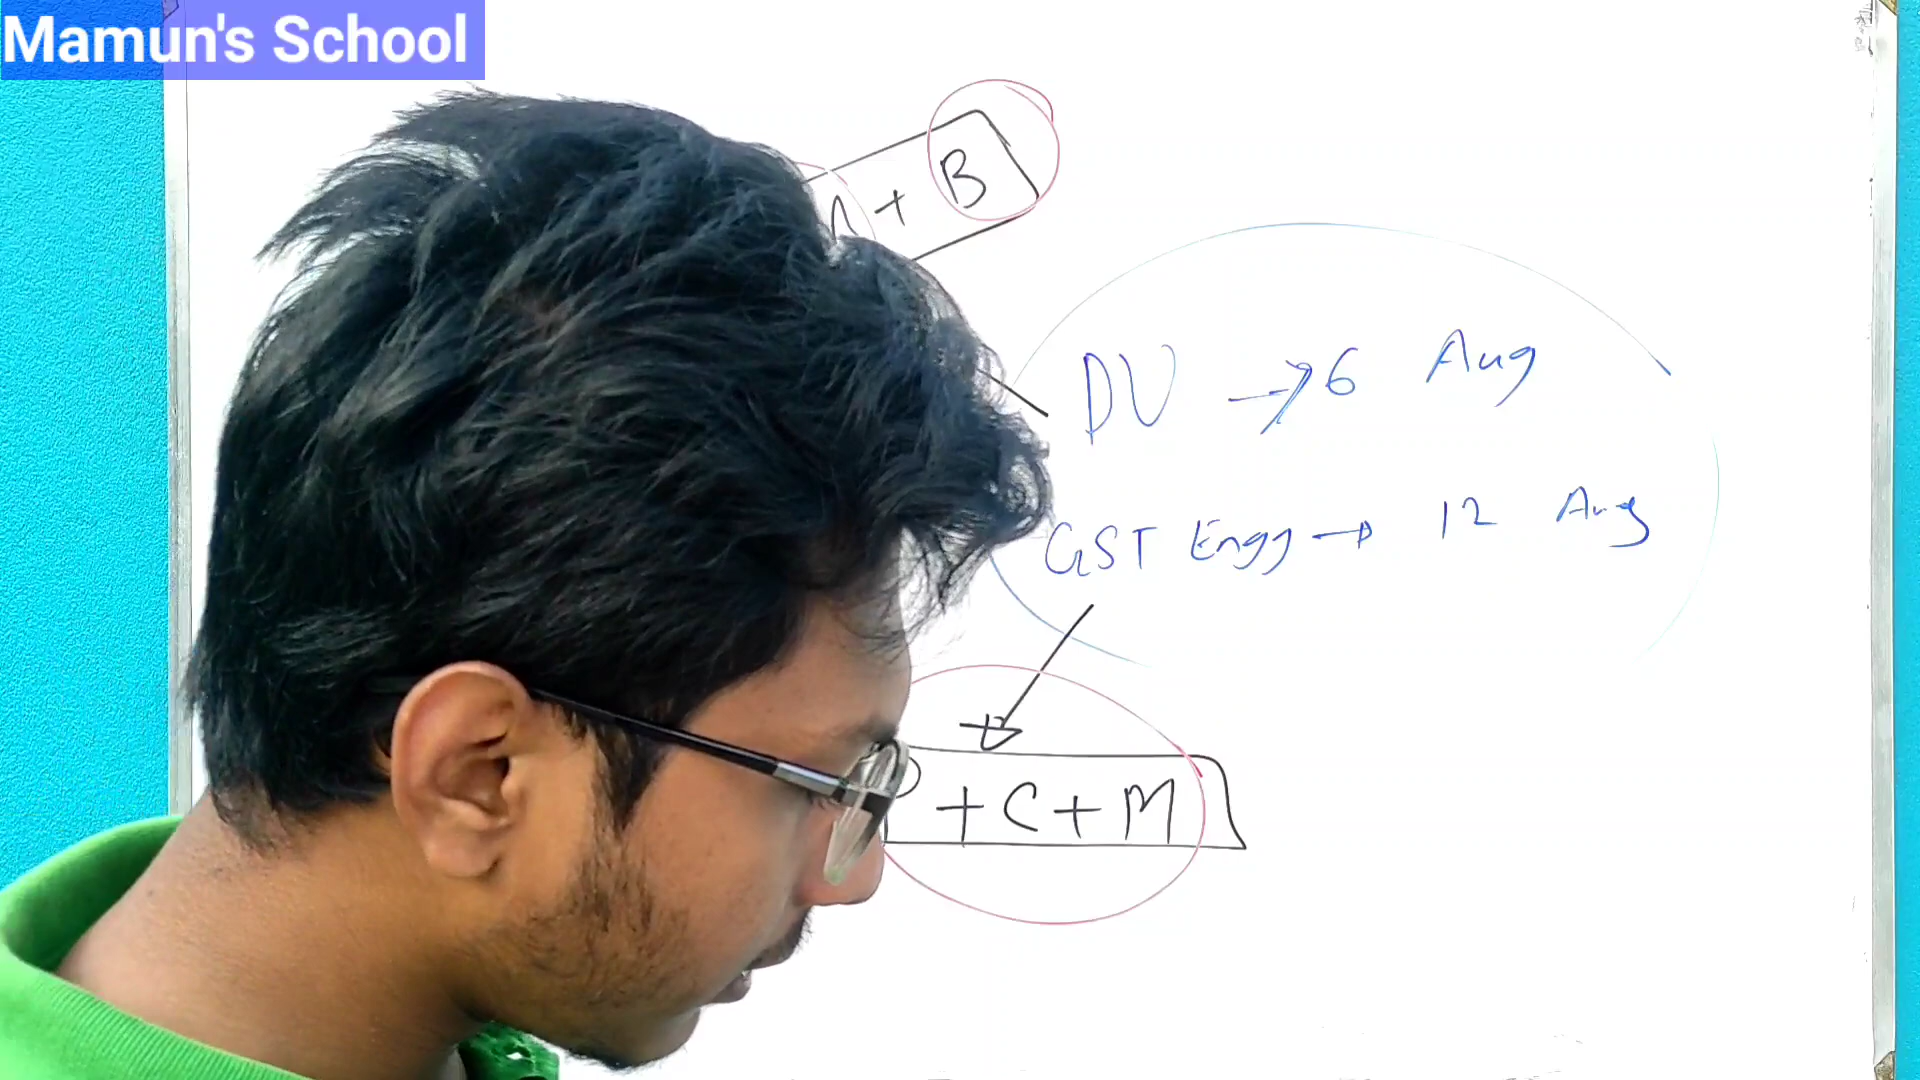 Mamun's School
A + B
DU → 6 Aug
GST Engg → 12 Aug
P + C + M